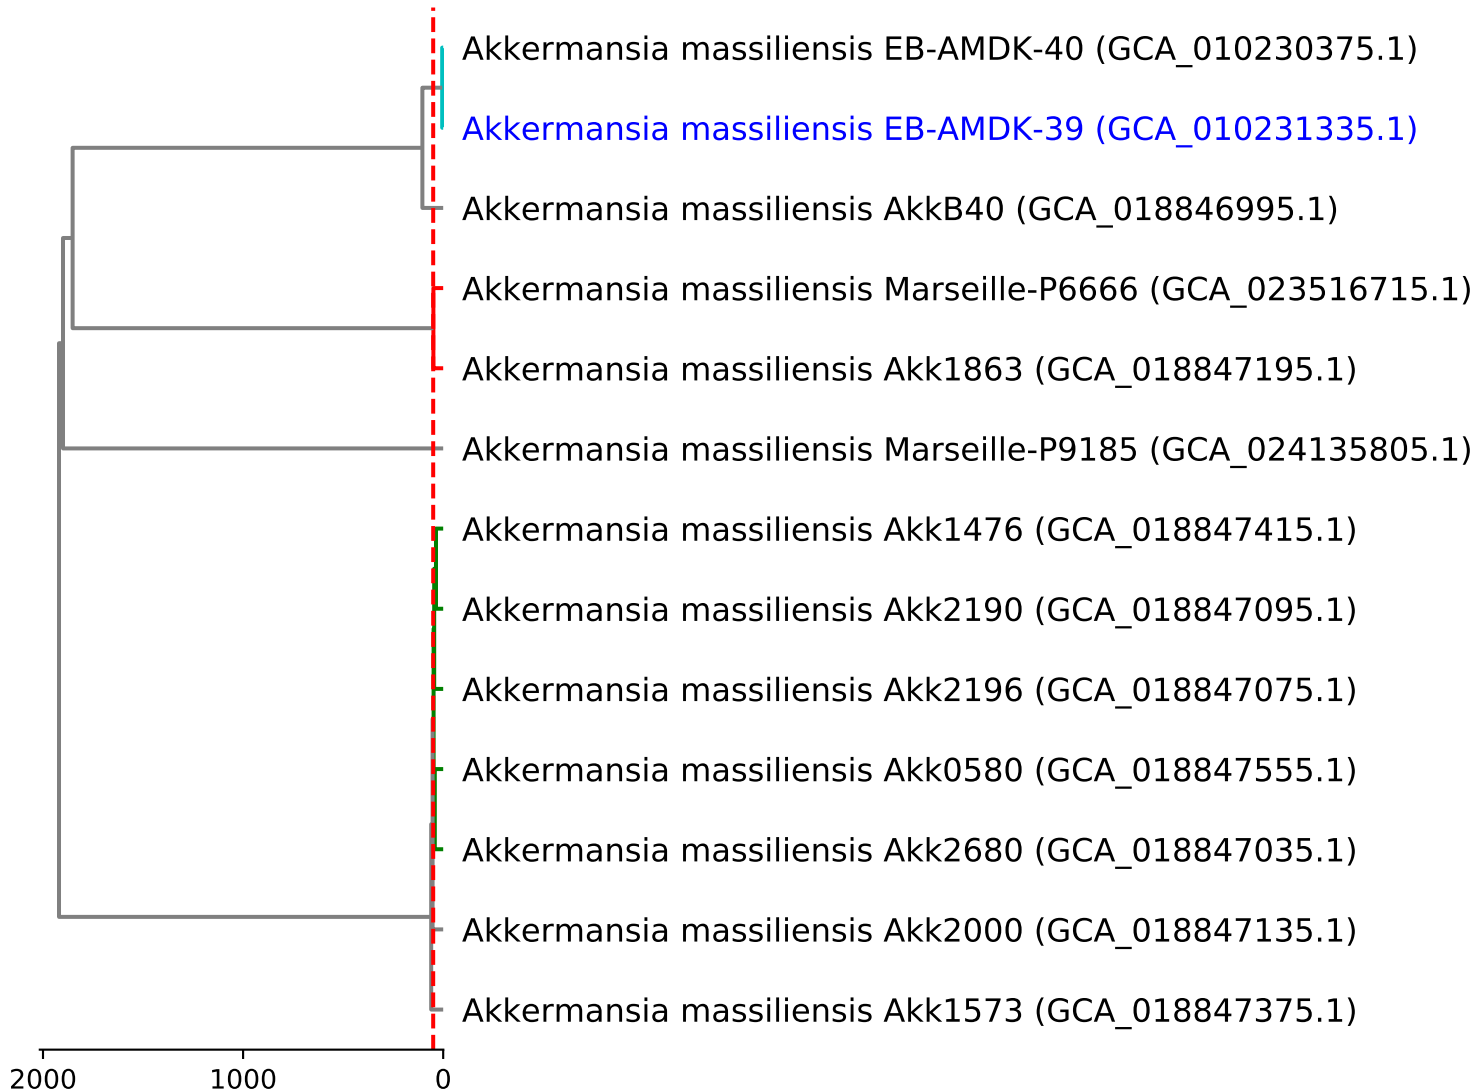 Akkermansia massiliensis EB-AMDK-40 (GCA_010230375.1)
Akkermansia massiliensis EB-AMDK-39 (GCA_010231335.1)
Akkermansia massiliensis AkkB40 (GCA_018846995.1)
Akkermansia massiliensis Marseille-P6666 (GCA_023516715.1)
Akkermansia massiliensis Akk1863 (GCA_018847195.1)
Akkermansia massiliensis Marseille-P9185 (GCA_024135805.1)
Akkermansia massiliensis Akk1476 (GCA_018847415.1)
Akkermansia massiliensis Akk2190 (GCA_018847095.1)
Akkermansia massiliensis Akk2196 (GCA_018847075.1)
Akkermansia massiliensis Akk0580 (GCA_018847555.1)
Akkermansia massiliensis Akk2680 (GCA_018847035.1)
Akkermansia massiliensis Akk2000 (GCA_018847135.1)
Akkermansia massiliensis Akk1573 (GCA_018847375.1)
2000 1000 0